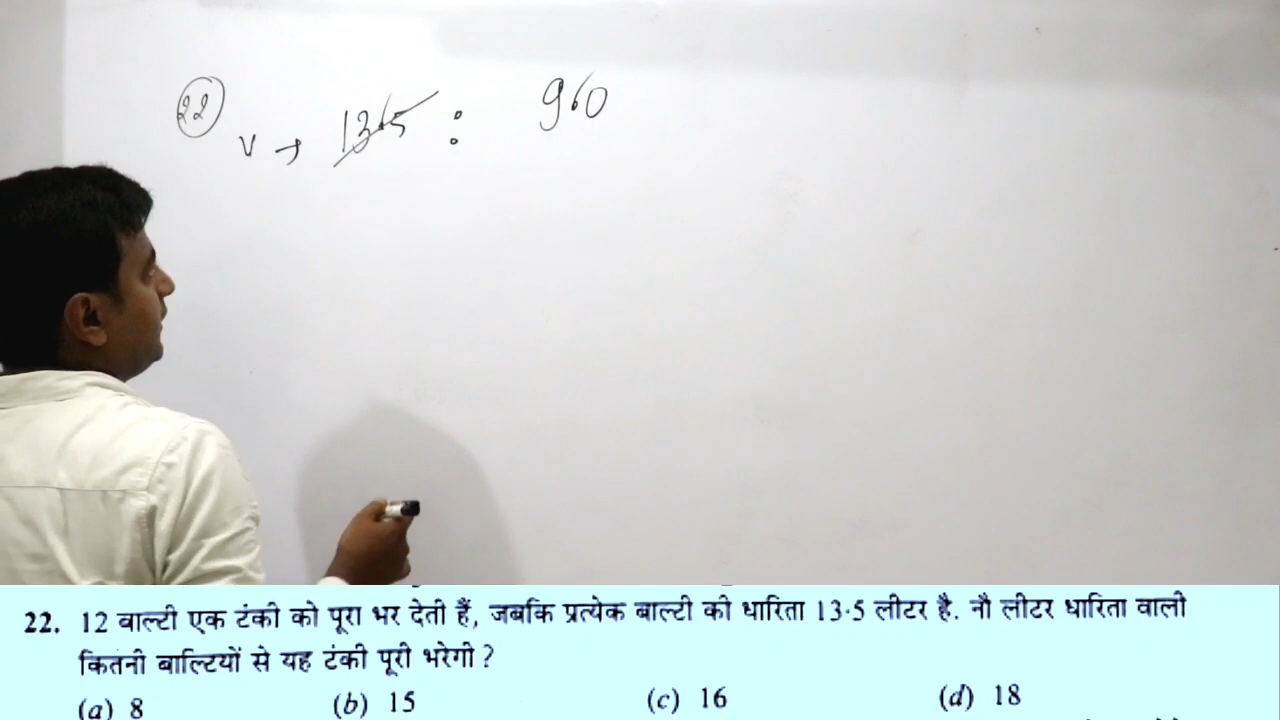 22
V → 13.5 : 9.0
22. 12 बाल्टी एक टंकी को पूरा भर देती हैं, जबकि प्रत्येक बाल्टी की धारिता 13·5 लीटर है. नौ लीटर धारिता वाली
कितनी बाल्टियों से यह टंकी पूरी भरेगी ?
(a) 8 (b) 15 (c) 16 (d) 18